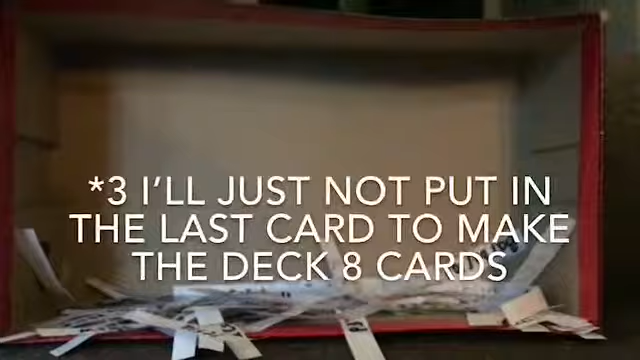 *3 I'LL JUST NOT PUT IN
THE LAST CARD TO MAKE
THE DECK 8 CARDS